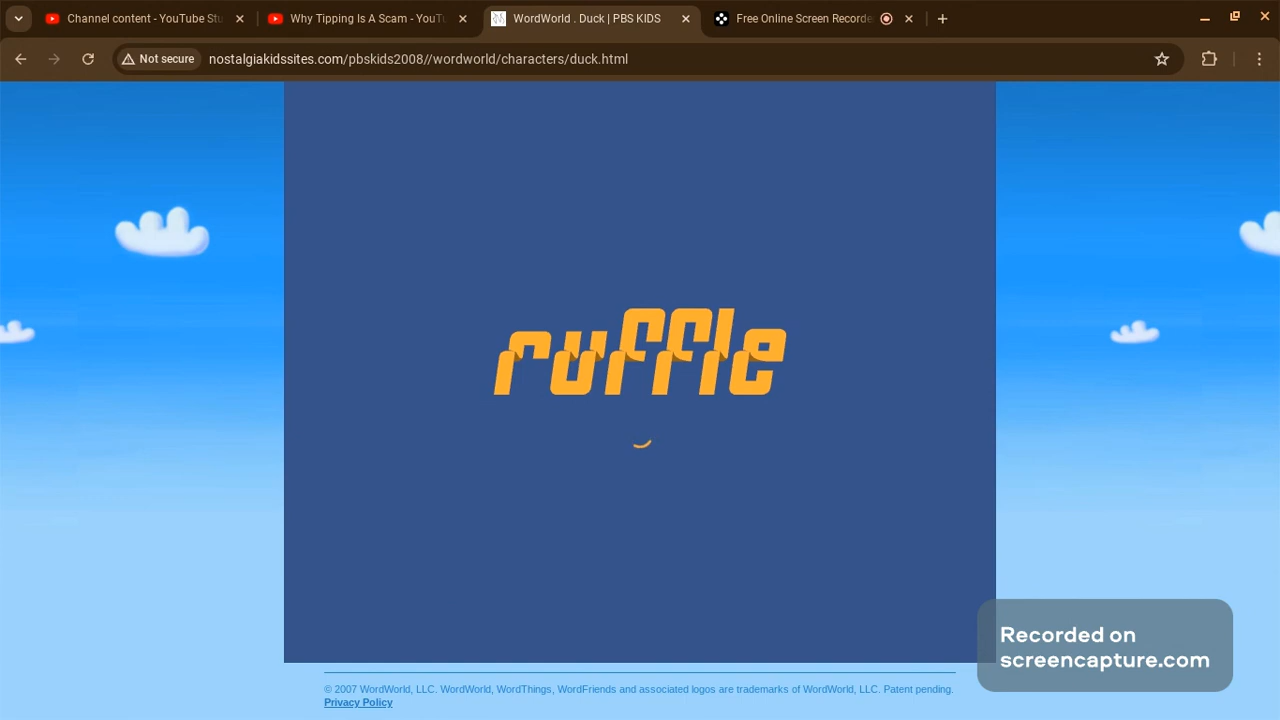 Channel content - YouTube Stu
Why Tipping Is A Scam - YouTu
WordWorld . Duck | PBS KIDS
Free Online Screen Recorde
Not secure
nostalgiakidssites.com/pbskids2008//wordworld/characters/duck.html
ruffle
Recorded on
screencapture.com
© 2007 WordWorld, LLC. WordWorld, WordThings, WordFriends and associated logos are trademarks of WordWorld, LLC. Patent pending.
Privacy Policy